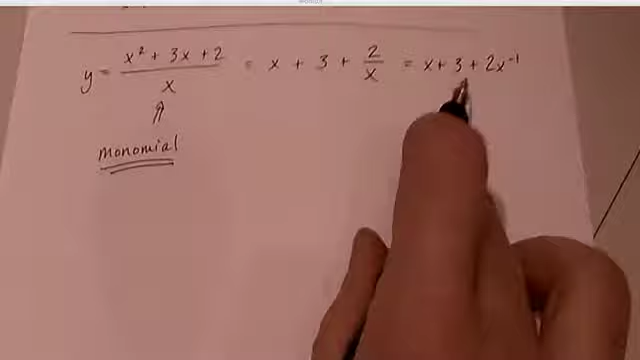 y = x² + 3x + 2 / x = x + 3 + 2/x = x + 3 + 2x⁻¹
monomial